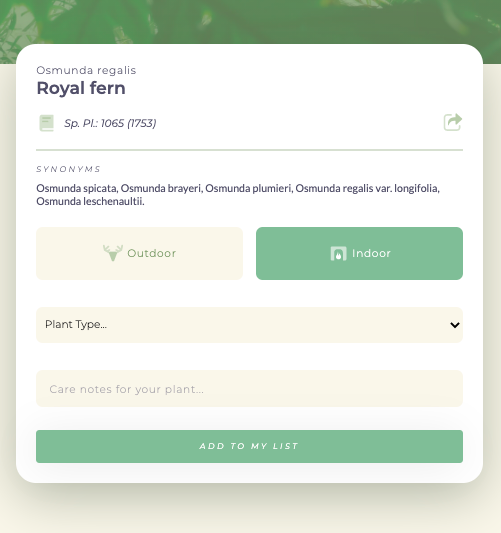 Osmunda regalis
Royal fern
Sp. Pl.: 1065 (1753)
SYNONYMS
Osmunda spicata, Osmunda brayeri, Osmunda plumieri, Osmunda regalis var. longifolia,
Osmunda leschenaultii.
Outdoor
Indoor
Plant Type...
Care notes for your plant...
ADD TO MY LIST